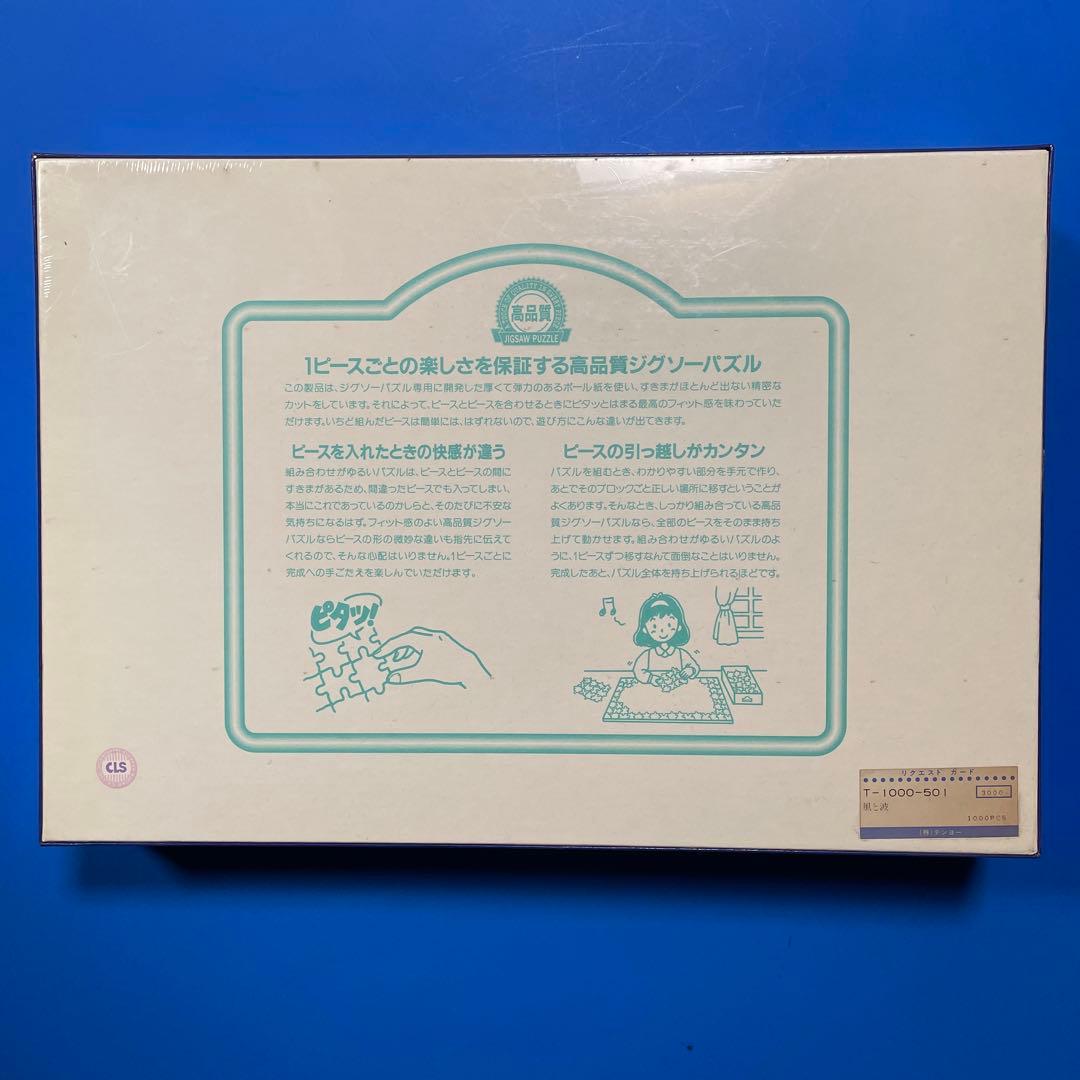 高品質
JIGSAW PUZZLE
1ピースごとの楽しさを保証する高品質ジグソーパズル
この製品は、ジグソーパズル専用に開発した厚くて弾力のあるボール紙を使い、すきまがほとんど出ない精密な
カットをしています。それによって、ピースとピースを合わせるときにピタッとはまる最高のフィット感を味わっていた
だけます。いちど組んだピースは簡単には、はずれないので、遊び方にこんな違いが出てきます。
ピースを入れたときの快感が違う
組み合わせがゆるいパズルは、ピースとピースの間に
すきまがあるため、間違ったピースでも入ってしまい、
本当にこれであっているのかしらと、そのたびに不安な
気持ちになるはず。フィット感のよい高品質ジグソー
パズルならピースの形の微妙な違いも指先に伝えて
くれるので、そんな心配はいりません。1ピースごとに
完成への手ごたえを楽しんでいただけます。
ピタッ!
ピースの引っ越しがカンタン
パズルを組むとき、わかりやすい部分を手元で作り、
あとでそのブロックごと正しい場所に移すということが
よくあります。そんなとき、しっかり組み合っている高品
質ジグソーパズルなら、全部のピースをそのまま持ち
上げて動かせます。組み合わせがゆるいパズルのよ
うに、1ピースずつ移すなんて面倒なことはいりません。
完成したあと、パズル全体を持ち上げられるほどです。
CLS
リクエスト カード
T-1000-501
3000-
風と波
1000PCS
(株)テンヨー